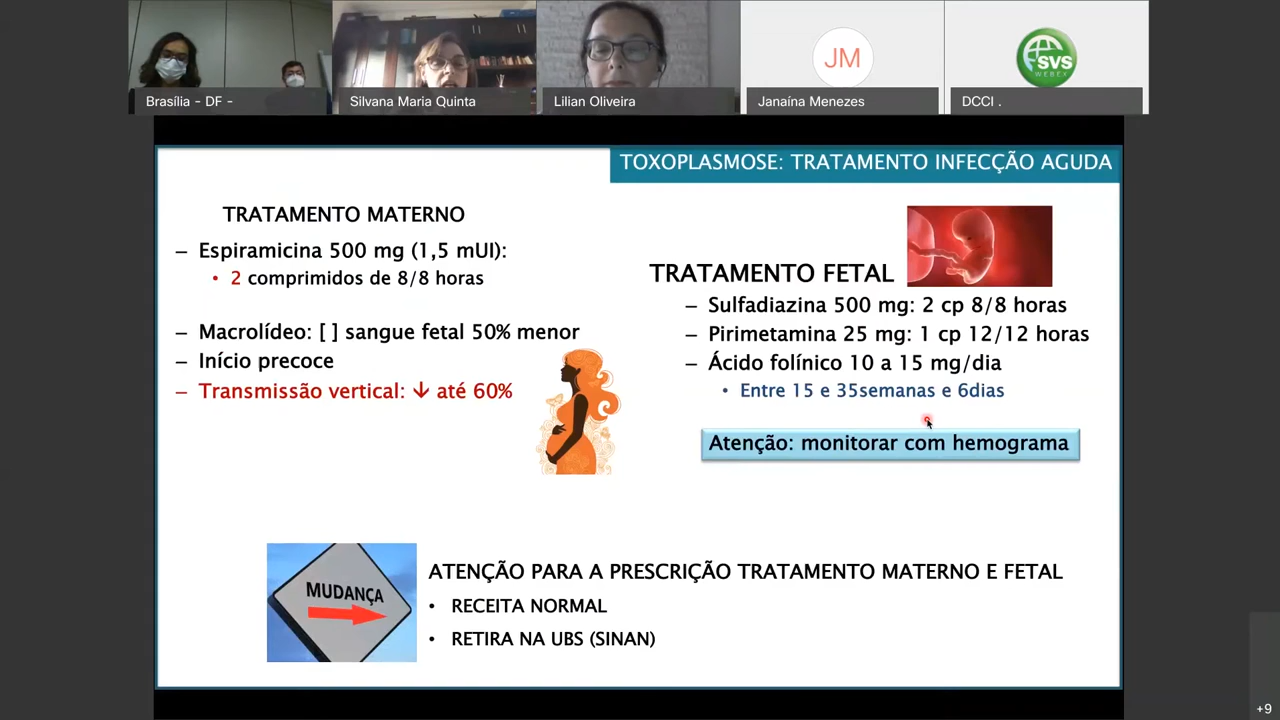 JM
SVS
WEBEX
Brasília - DF -
Silvana Maria Quinta
Lilian Oliveira
Janaína Menezes
DCCI .
TOXOPLASMOSE: TRATAMENTO INFECÇÃO AGUDA
TRATAMENTO MATERNO
– Espiramicina 500 mg (1,5 mUI):
• 2 comprimidos de 8/8 horas
– Macrolídeo: [ ] sangue fetal 50% menor
– Início precoce
– Transmissão vertical: ↓ até 60%
TRATAMENTO FETAL
– Sulfadiazina 500 mg: 2 cp 8/8 horas
– Pirimetamina 25 mg: 1 cp 12/12 horas
– Ácido folínico 10 a 15 mg/dia
• Entre 15 e 35semanas e 6dias
Atenção: monitorar com hemograma
MUDANÇA
ATENÇÃO PARA A PRESCRIÇÃO TRATAMENTO MATERNO E FETAL
• RECEITA NORMAL
• RETIRA NA UBS (SINAN)
+9